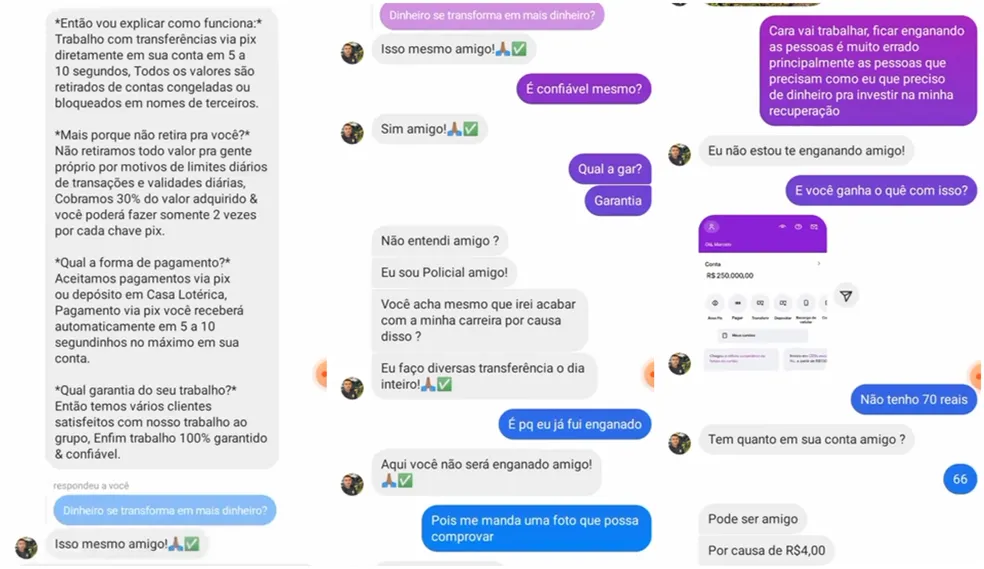 *Então vou explicar como funciona:*
Trabalho com transferências via pix
diretamente em sua conta em 5 a
10 segundos, Todos os valores são
retirados de contas congeladas ou
bloqueados em nomes de terceiros.
*Mais porque não retira pra você?*
Não retiramos todo valor pra gente
próprio por motivos de limites diários
de transações e validades diárias,
Cobramos 30% do valor adquirido &
você poderá fazer somente 2 vezes
por cada chave pix.
*Qual a forma de pagamento?*
Aceitamos pagamentos via pix
ou depósito em Casa Lotérica,
Pagamento via pix você receberá
automaticamente em 5 a 10
segundinhos no máximo em sua
conta.
*Qual garantia do seu trabalho?*
Então temos vários clientes
satisfeitos com nosso trabalho ao
grupo, Enfim trabalho 100% garantido
& confiável.
respondeu a você
Dinheiro se transforma em mais dinheiro?
Isso mesmo amigo!🙏🏽✅
Dinheiro se transforma em mais dinheiro?
Isso mesmo amigo!🙏🏽✅
É confiável mesmo?
Sim amigo!🙏🏽✅
Qual a gar?
Garantia
Não entendi amigo ?
Eu sou Policial amigo!
Você acha mesmo que irei acabar
com a minha carreira por causa
disso ?
Eu faço diversas transferência o dia
inteiro!🙏🏽✅
É pq eu já fui enganado
Aqui você não será enganado amigo!
🙏🏽✅
Pois me manda uma foto que possa
comprovar
Cara vai trabalhar, ficar enganando
as pessoas é muito errado
principalmente as pessoas que
precisam como eu que preciso
de dinheiro pra investir na minha
recuperação
Eu não estou te enganando amigo!
E você ganha o quê com isso?
Conta
R$ 250.000,00
Pagar
Transferir
Depositar
Não tenho 70 reais
Tem quanto em sua conta amigo ?
66
Pode ser amigo
Por causa de R$4,00